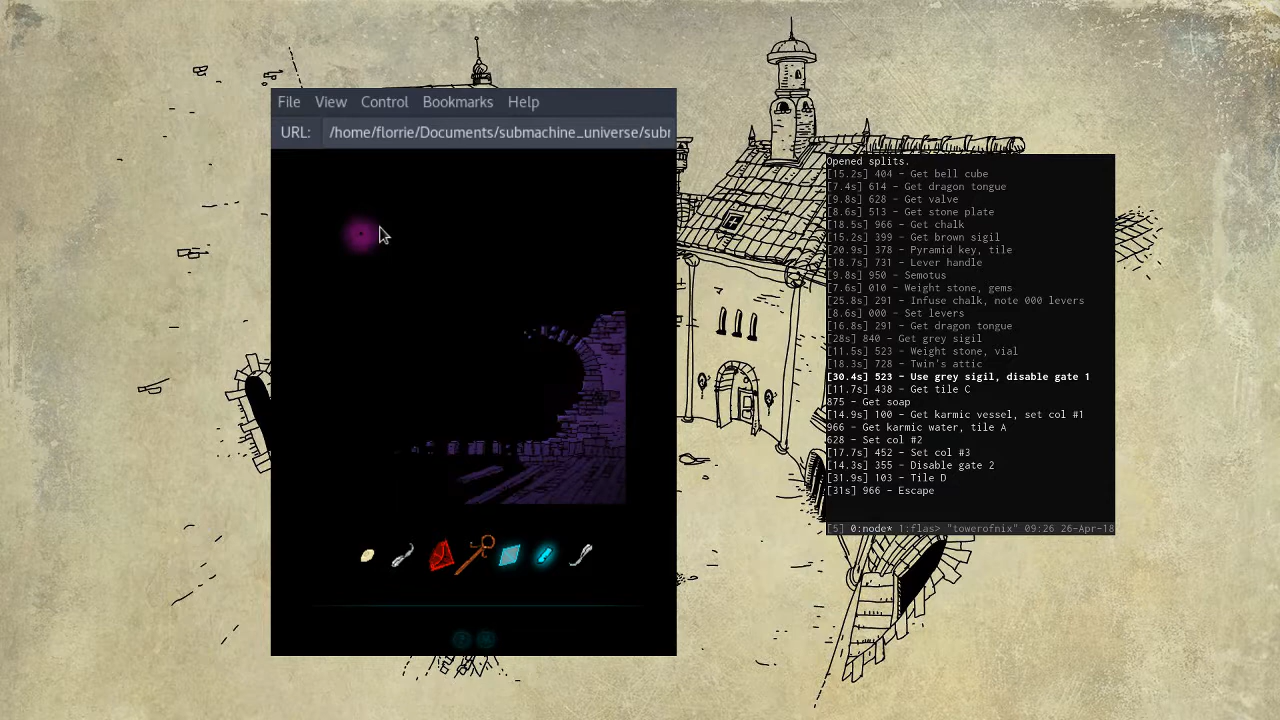 File View Control Bookmarks Help
URL: /home/florrie/Documents/submachine_universe/subr
Opened splits.
[15.2s] 404 - Get bell cube
[7.4s] 614 - Get dragon tongue
[9.8s] 628 - Get valve
[8.6s] 513 - Get stone plate
[18.5s] 966 - Get chalk
[15.2s] 399 - Get brown sigil
[20.9s] 378 - Pyramid key, tile
[18.7s] 731 - Lever handle
[9.8s] 950 - Semotus
[7.6s] 010 - Weight stone, gems
[25.8s] 291 - Infuse chalk, note 000 levers
[8.6s] 000 - Set levers
[16.8s] 291 - Get dragon tongue
[28s] 840 - Get grey sigil
[11.5s] 523 - Weight stone, vial
[18.3s] 728 - Twin's attic
[30.4s] 523 - Use grey sigil, disable gate 1
[11.7s] 438 - Get tile C
875 - Get soap
[14.9s] 100 - Get karmic vessel, set col #1
966 - Get karmic water, tile A
628 - Set col #2
[17.7s] 452 - Set col #3
[14.3s] 355 - Disable gate 2
[31.9s] 103 - Tile D
[31s] 966 - Escape
[5] 0:node* 1:flas> "towerofnix" 09:26 26-Apr-18